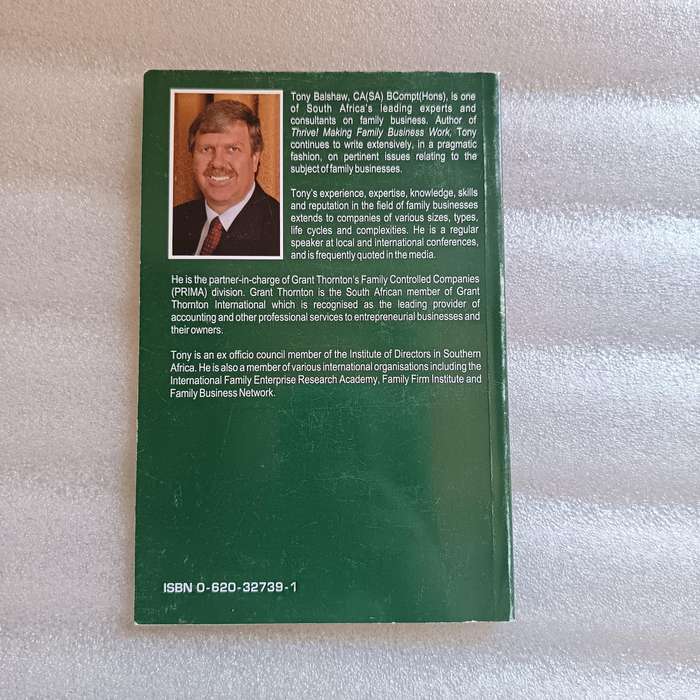 Tony Balshaw, CA(SA) BCompt(Hons), is one
of South Africa's leading experts and
consultants on family business. Author of
Thrive! Making Family Business Work, Tony
continues to write extensively, in a pragmatic
fashion, on pertinent issues relating to the
subject of family businesses.
Tony's experience, expertise, knowledge, skills
and reputation in the field of family businesses
extends to companies of various sizes, types,
life cycles and complexities. He is a regular
speaker at local and international conferences,
and is frequently quoted in the media.
He is the partner-in-charge of Grant Thornton's Family Controlled Companies
(PRIMA) division. Grant Thornton is the South African member of Grant
Thornton International which is recognised as the leading provider of
accounting and other professional services to entrepreneurial businesses and
their owners.
Tony is an ex officio council member of the Institute of Directors in Southern
Africa. He is also a member of various international organisations including the
International Family Enterprise Research Academy, Family Firm Institute and
Family Business Network.
ISBN 0-620-32739-1